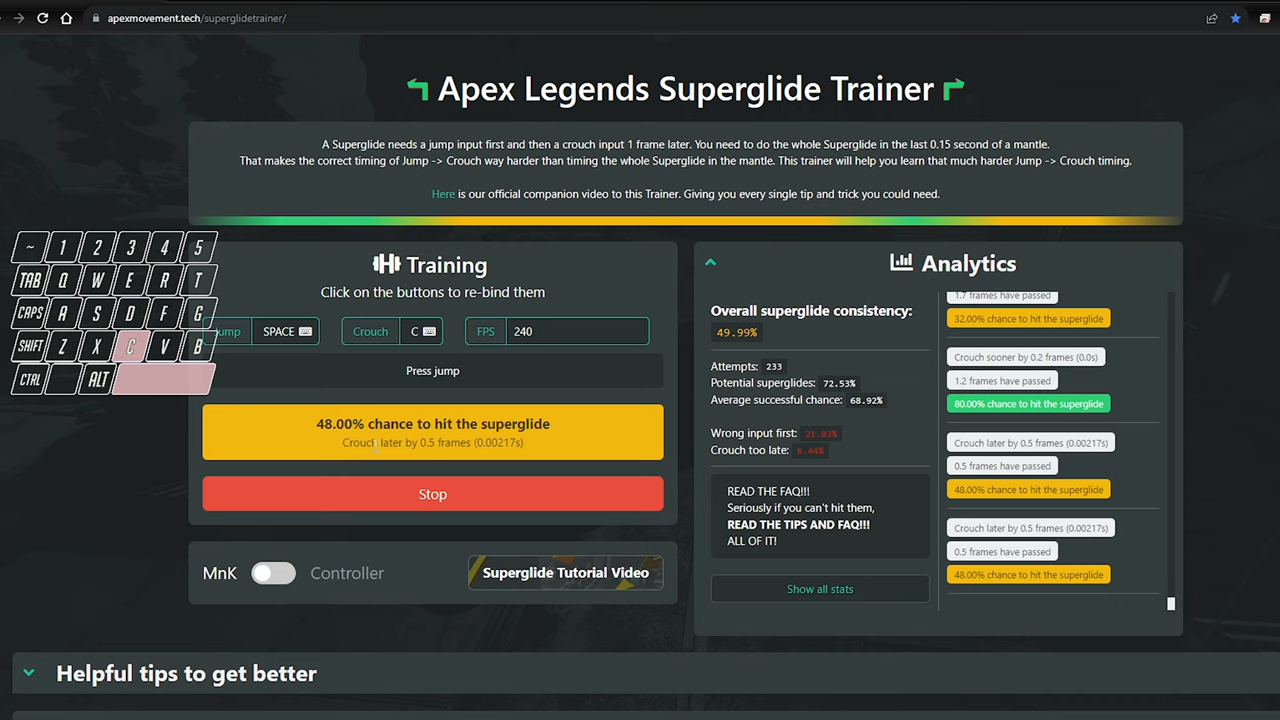 apexmovement.tech/superglidetrainer/
Apex Legends Superglide Trainer
A Superglide needs a jump input first and then a crouch input 1 frame later. You need to do the whole Superglide in the last 0.15 second of a mantle.
That makes the correct timing of Jump -> Crouch way harder than timing the whole Superglide in the mantle. This trainer will help you learn that much harder Jump -> Crouch timing.
Here is our official companion video to this Trainer. Giving you every single tip and trick you could need.
~ 1 2 3 4 5
TAB Q W E R T
CAPS A S D F G
SHIFT Z X C V B
CTRL ALT
Training
Click on the buttons to re-bind them
Jump SPACE Crouch C FPS 240
Press jump
48.00% chance to hit the superglide
Crouch later by 0.5 frames (0.00217s)
Stop
MnK Controller
Superglide Tutorial Video
Analytics
Overall superglide consistency:
49.99%
Attempts: 233
Potential superglides: 72.53%
Average successful chance: 68.92%
Wrong input first: 21.03%
Crouch too late: 6.44%
READ THE FAQ!!!
Seriously if you can't hit them,
READ THE TIPS AND FAQ!!!
ALL OF IT!
Show all stats
1.7 frames have passed
32.00% chance to hit the superglide
Crouch sooner by 0.2 frames (0.0s)
1.2 frames have passed
80.00% chance to hit the superglide
Crouch later by 0.5 frames (0.00217s)
0.5 frames have passed
48.00% chance to hit the superglide
Crouch later by 0.5 frames (0.00217s)
0.5 frames have passed
48.00% chance to hit the superglide
Helpful tips to get better